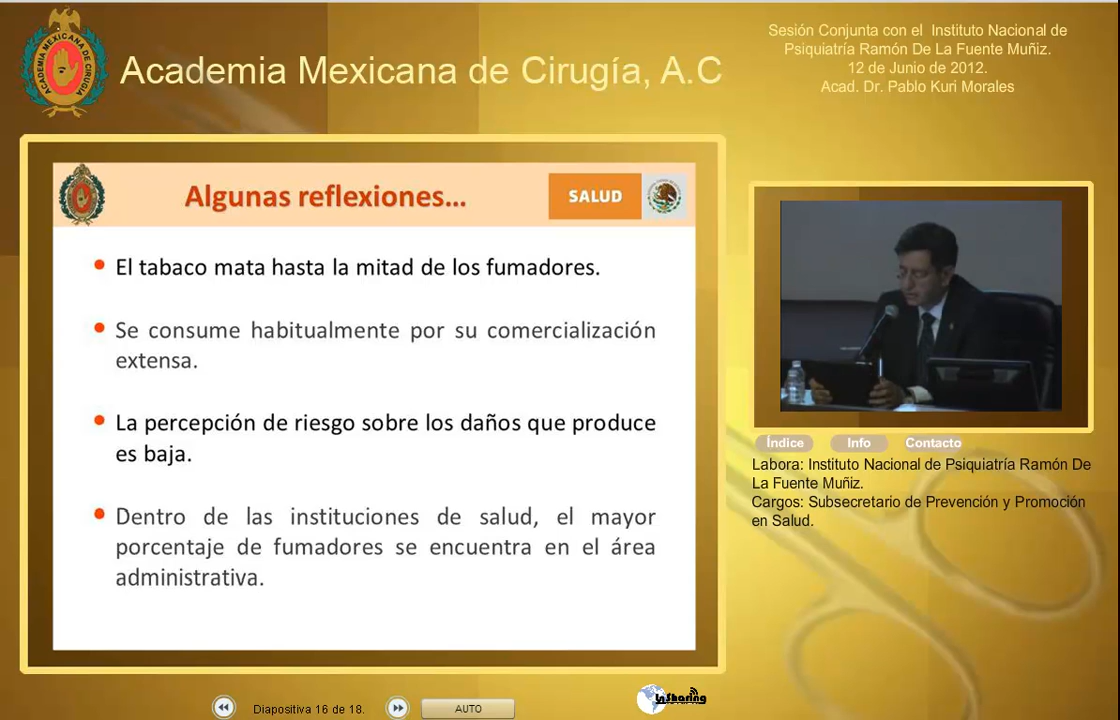 Academia Mexicana de Cirugía, A.C
Sesión Conjunta con el Instituto Nacional de
Psiquiatría Ramón De La Fuente Muñiz.
12 de Junio de 2012.
Acad. Dr. Pablo Kuri Morales
ACADEMIA MEXICANA DE CIRUGIA
Algunas reflexiones...
SALUD
• El tabaco mata hasta la mitad de los fumadores.
• Se consume habitualmente por su comercialización
extensa.
• La percepción de riesgo sobre los daños que produce
es baja.
• Dentro de las instituciones de salud, el mayor
porcentaje de fumadores se encuentra en el área
administrativa.
Índice Info Contacto
Labora: Instituto Nacional de Psiquiatría Ramón De
La Fuente Muñiz.
Cargos: Subsecretario de Prevención y Promoción
en Salud.
Diapositiva 16 de 18.
AUTO